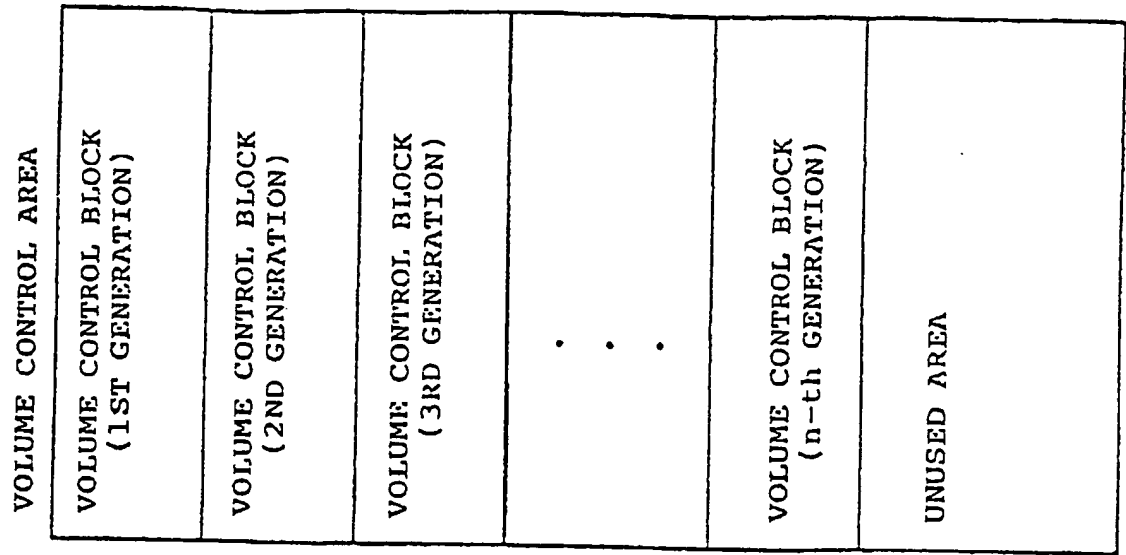 VOLUME CONTROL AREA
VOLUME CONTROL BLOCK
(1ST GENERATION)
VOLUME CONTROL BLOCK
(2ND GENERATION)
VOLUME CONTROL BLOCK
(3RD GENERATION)
. . .
VOLUME CONTROL BLOCK
(n-th GENERATION)
UNUSED AREA